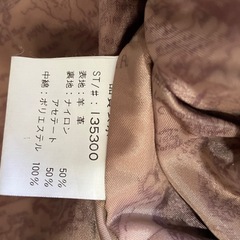 ST/#: 135300
表地: 羊 革
裏地: ナイロン 50%
アセテート 50%
中綿: ポリエステル 100%